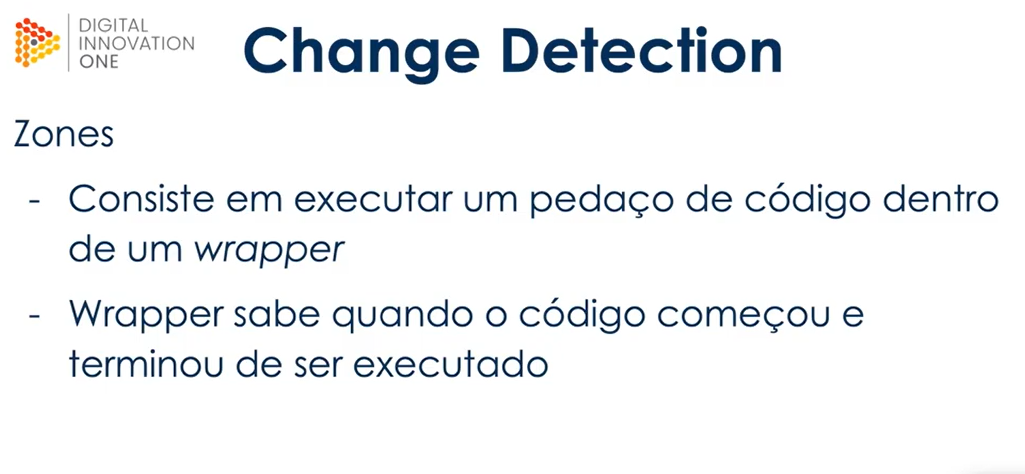 DIGITAL
INNOVATION
ONE
Change Detection
Zones
- Consiste em executar um pedaço de código dentro
de um wrapper
- Wrapper sabe quando o código começou e
terminou de ser executado